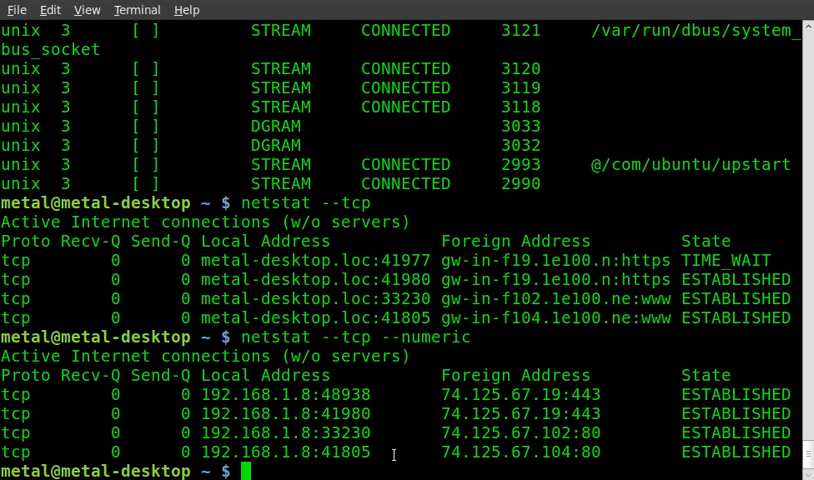 File Edit View Terminal Help
unix 3 [ ] STREAM CONNECTED 3121 /var/run/dbus/system_
bus_socket
unix 3 [ ] STREAM CONNECTED 3120
unix 3 [ ] STREAM CONNECTED 3119
unix 3 [ ] STREAM CONNECTED 3118
unix 3 [ ] DGRAM 3033
unix 3 [ ] DGRAM 3032
unix 3 [ ] STREAM CONNECTED 2993 @/com/ubuntu/upstart
unix 3 [ ] STREAM CONNECTED 2990
metal@metal-desktop ~ $ netstat --tcp
Active Internet connections (w/o servers)
Proto Recv-Q Send-Q Local Address Foreign Address State
tcp 0 0 metal-desktop.loc:41977 gw-in-f19.1e100.n:https TIME_WAIT
tcp 0 0 metal-desktop.loc:41980 gw-in-f19.1e100.n:https ESTABLISHED
tcp 0 0 metal-desktop.loc:33230 gw-in-f102.1e100.ne:www ESTABLISHED
tcp 0 0 metal-desktop.loc:41805 gw-in-f104.1e100.ne:www ESTABLISHED
metal@metal-desktop ~ $ netstat --tcp --numeric
Active Internet connections (w/o servers)
Proto Recv-Q Send-Q Local Address Foreign Address State
tcp 0 0 192.168.1.8:48938 74.125.67.19:443 ESTABLISHED
tcp 0 0 192.168.1.8:41980 74.125.67.19:443 ESTABLISHED
tcp 0 0 192.168.1.8:33230 74.125.67.102:80 ESTABLISHED
tcp 0 0 192.168.1.8:41805 74.125.67.104:80 ESTABLISHED
metal@metal-desktop ~ $